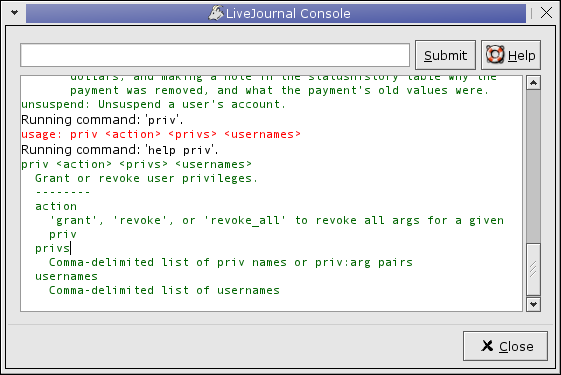 LiveJournal Console
Submit
Help
dollars, and making a note in the statushistory table why the
payment was removed, and what the payment's old values were.
unsuspend: Unsuspend a user's account.
Running command: 'priv'.
usage: priv <action> <privs> <usernames>
Running command: 'help priv'.
priv <action> <privs> <usernames>
Grant or revoke user privileges.
--------
action
'grant', 'revoke', or 'revoke_all' to revoke all args for a given
priv
privs
Comma-delimited list of priv names or priv:arg pairs
usernames
Comma-delimited list of usernames
Close